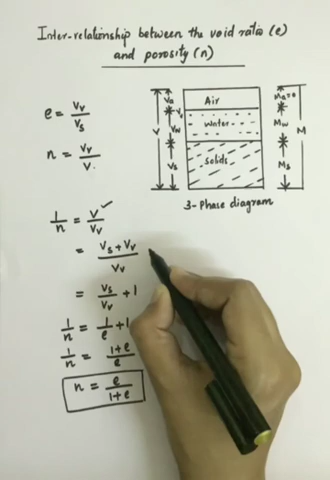 Inter-relationship between the void ratio (e)
and porosity (n)
e = Vv/Vs
n = Vv/V.
V Va Vv Vw Vs
Air
Water
Solids
Ma=0 Mw Ms M
3-Phase diagram
1/n = V/Vv ✓
= Vs+Vv/Vv
= Vs/Vv + 1
1/n = 1/e + 1
1/n = 1+e/e
n = e/1+e